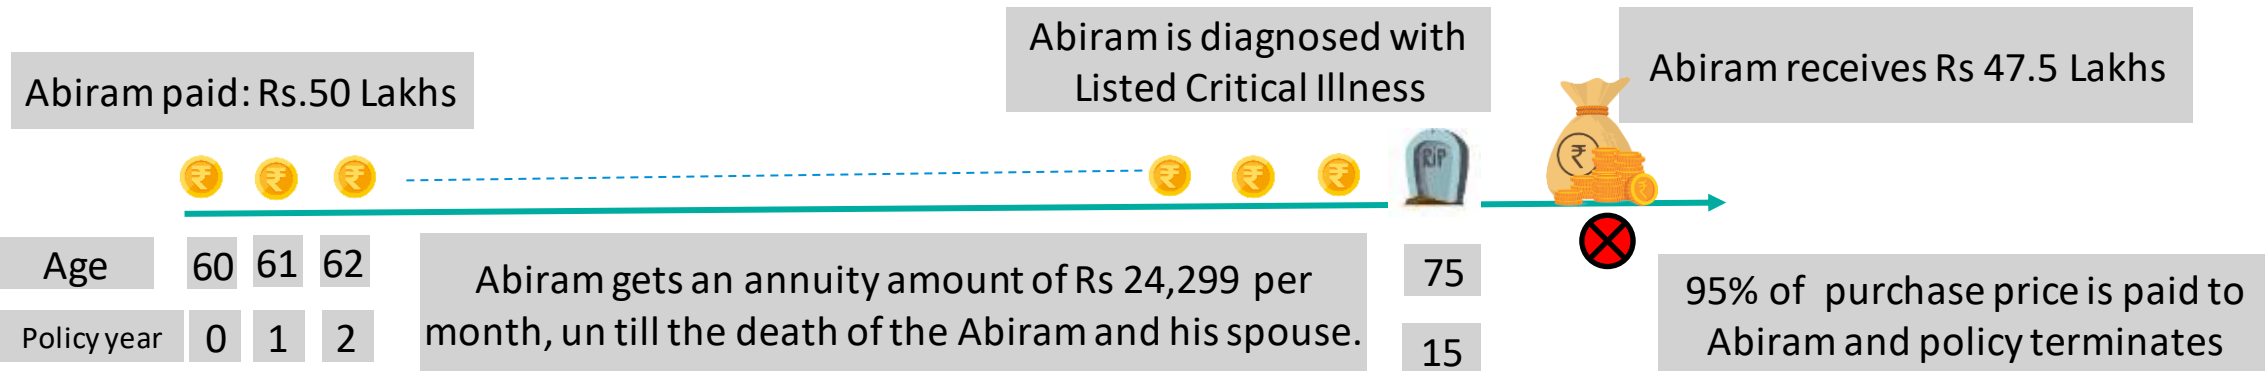 Abiram paid: Rs.50 Lakhs
Abiram is diagnosed with
Listed Critical Illness
Abiram receives Rs 47.5 Lakhs
₹ ₹ ₹ ₹ ₹ ₹
RIP
₹
₹
Age 60 61 62
Policy year 0 1 2
Abiram gets an annuity amount of Rs 24,299 per
month, un till the death of the Abiram and his spouse.
75
15
95% of purchase price is paid to
Abiram and policy terminates